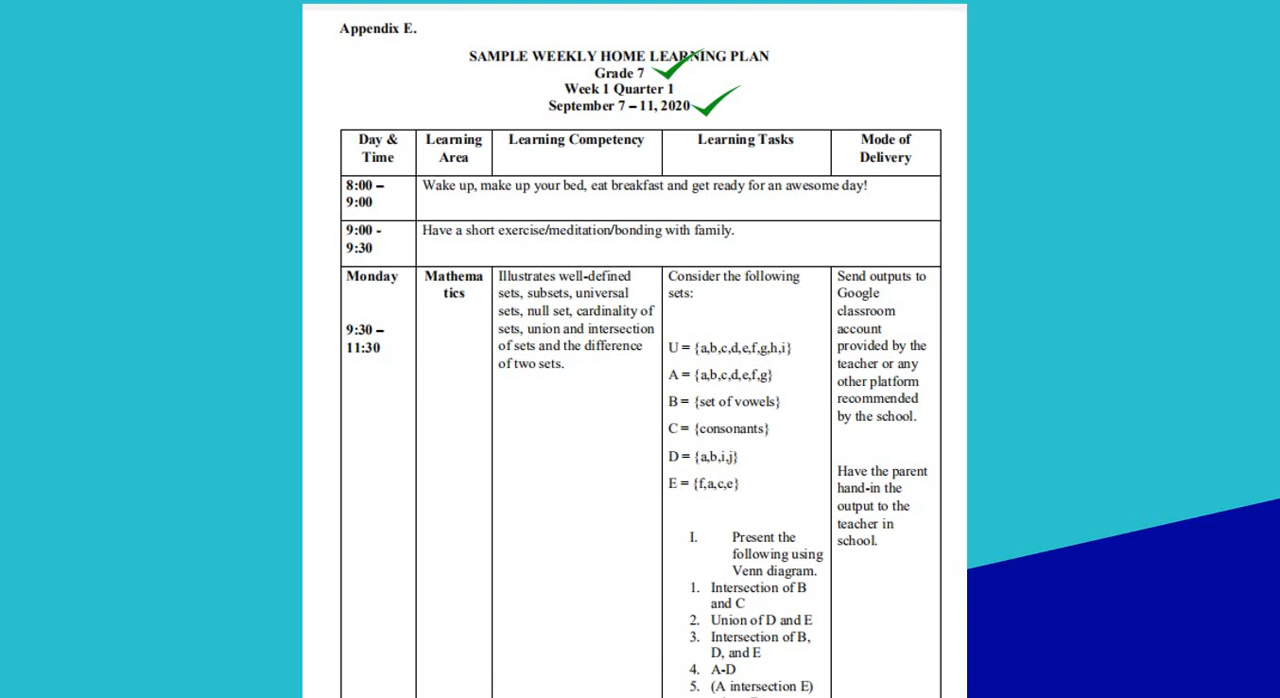 Appendix E.
SAMPLE WEEKLY HOME LEARNING PLAN
Grade 7
Week 1 Quarter 1
September 7 – 11, 2020
Day & Time
Learning Area
Learning Competency
Learning Tasks
Mode of Delivery
8:00 –
9:00
Wake up, make up your bed, eat breakfast and get ready for an awesome day!
9:00 -
9:30
Have a short exercise/meditation/bonding with family.
Monday
9:30 –
11:30
Mathema
tics
Illustrates well-defined
sets, subsets, universal
sets, null set, cardinality of
sets, union and intersection
of sets and the difference
of two sets.
Consider the following
sets:
U = {a,b,c,d,e,f,g,h,i}
A = {a,b,c,d,e,f,g}
B = {set of vowels}
C = {consonants}
D = {a,b,i,j}
E = {f,a,c,e}
I. Present the
following using
Venn diagram.
1. Intersection of B
and C
2. Union of D and E
3. Intersection of B,
D, and E
4. A-D
5. (A intersection E)
Send outputs to
Google
classroom
account
provided by the
teacher or any
other platform
recommended
by the school.
Have the parent
hand-in the
output to the
teacher in
school.